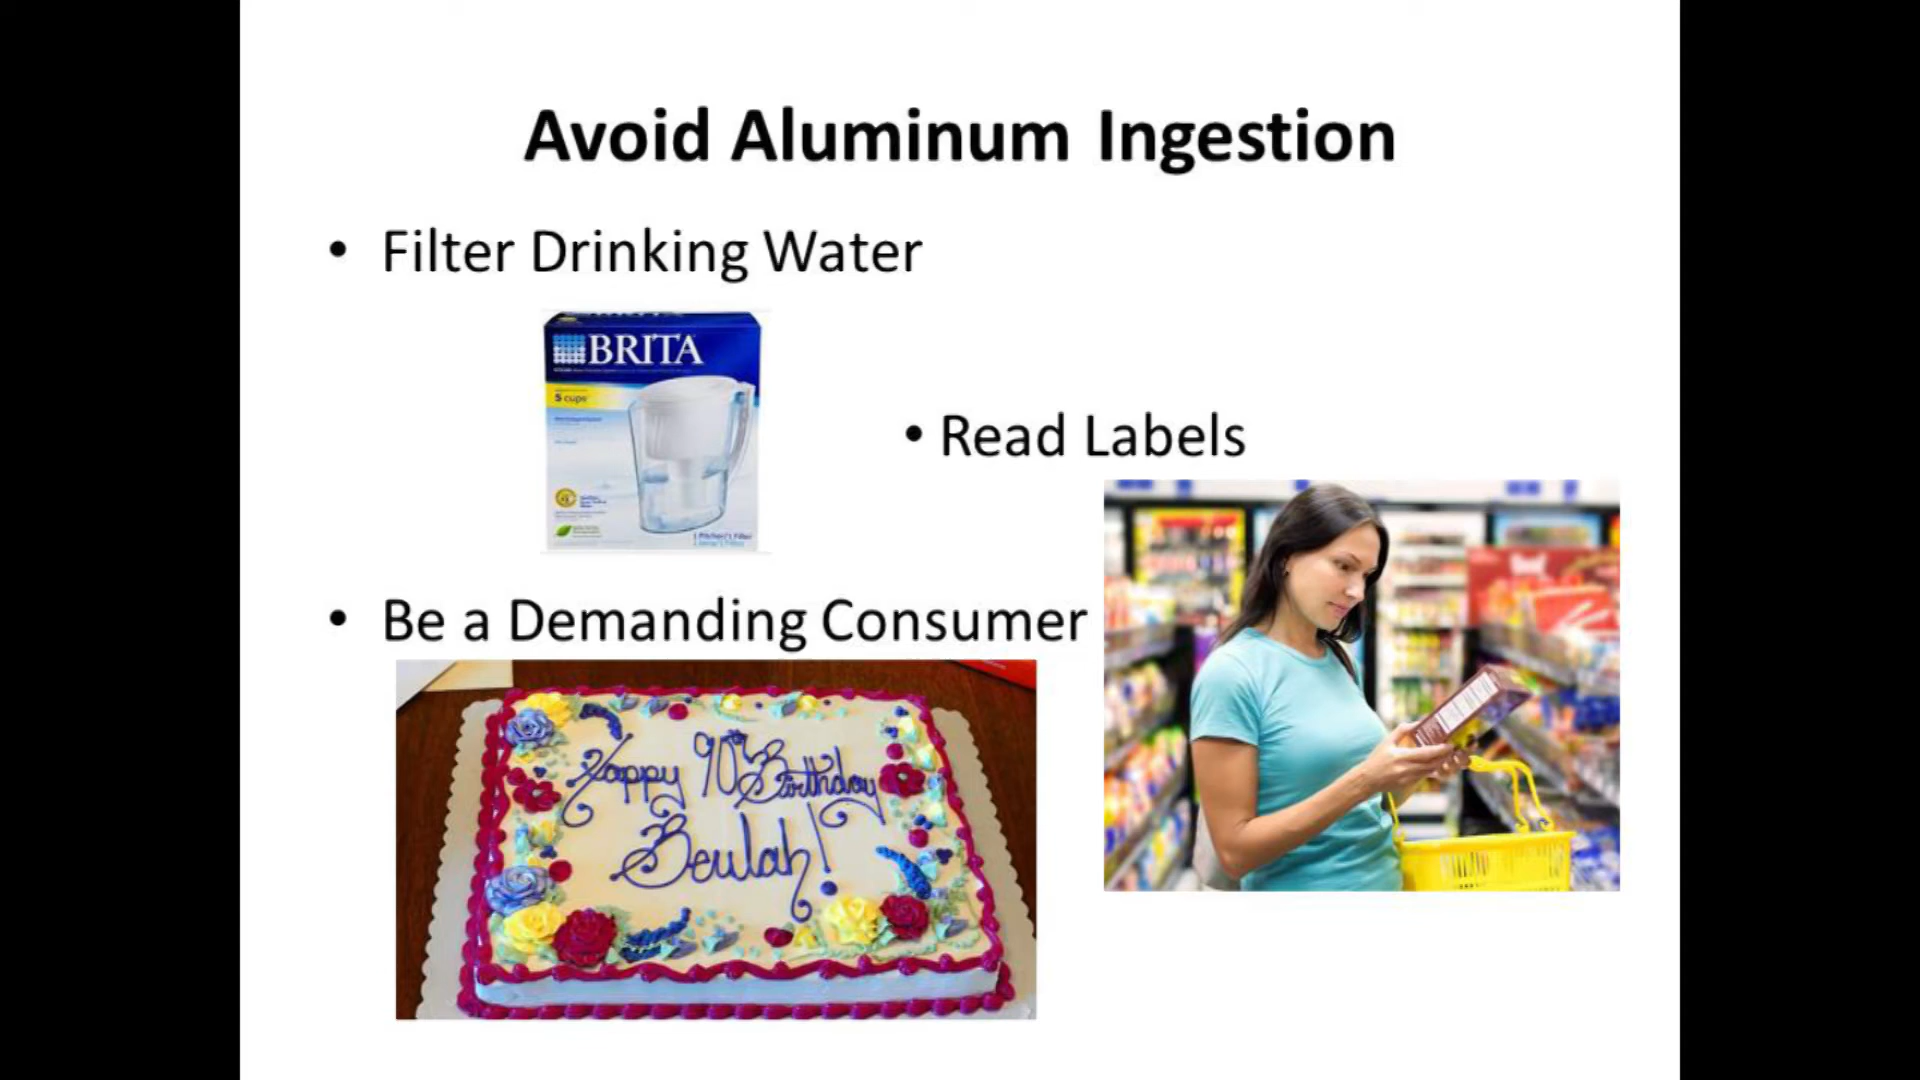 Avoid Aluminum Ingestion
• Filter Drinking Water
BRITA
5 cups
• Read Labels
• Be a Demanding Consumer
Happy 90th Birthday
Beulah!